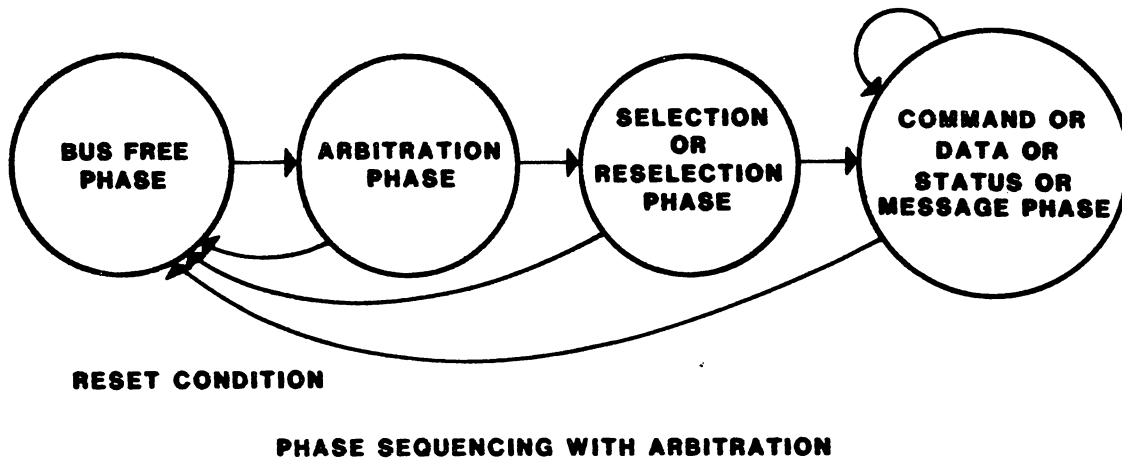 BUS FREE
PHASE
ARBITRATION
PHASE
SELECTION
OR
RESELECTION
PHASE
COMMAND OR
DATA OR
STATUS OR
MESSAGE PHASE
RESET CONDITION
PHASE SEQUENCING WITH ARBITRATION